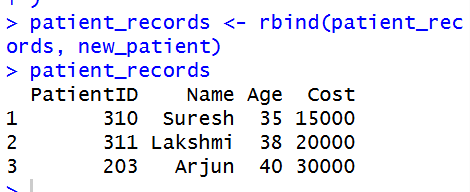 > patient_records <- rbind(patient_rec
ords, new_patient)
> patient_records
  PatientID    Name Age  Cost
1       310  Suresh  35 15000
2       311 Lakshmi  38 20000
3       203   Arjun  40 30000
>